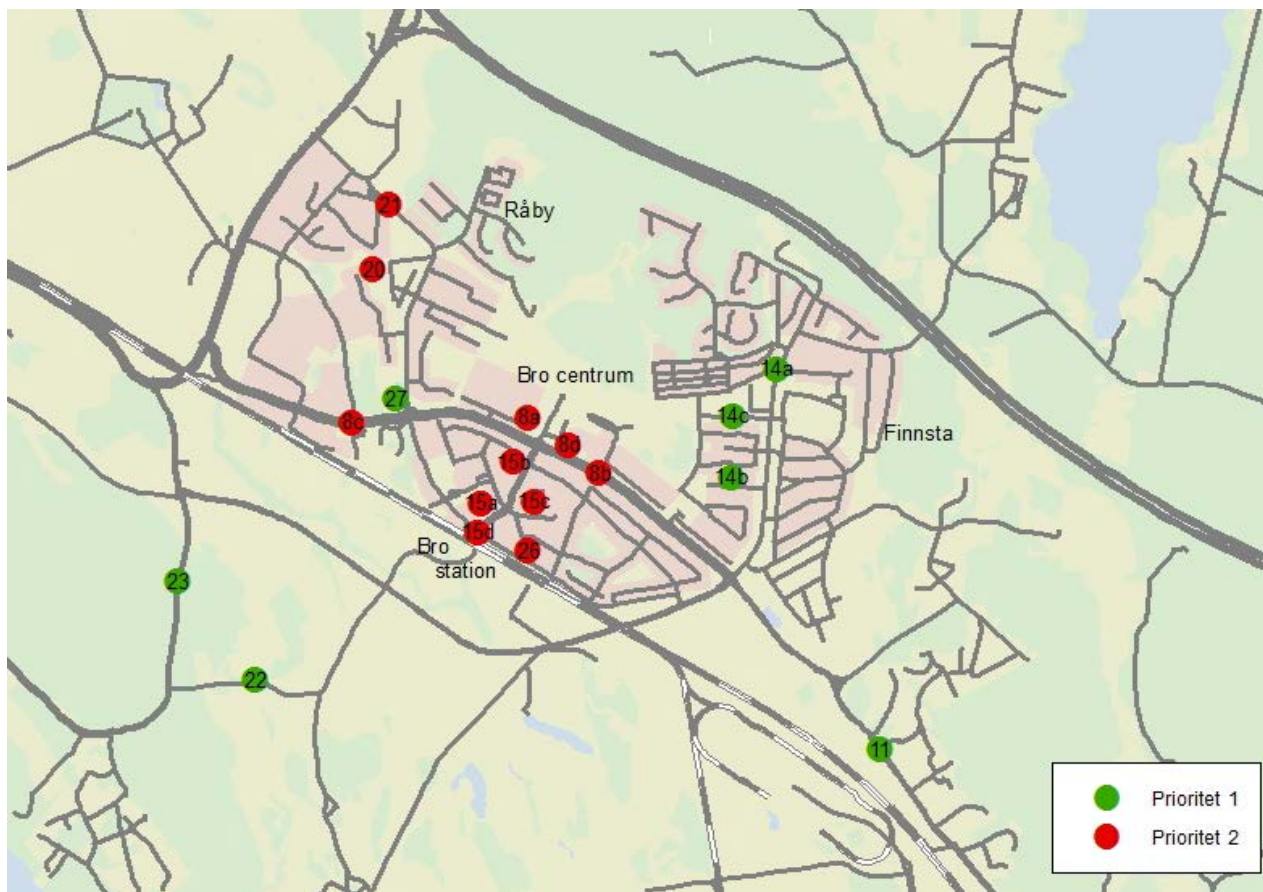 21
Råby
20
Bro centrum
14a
27
8c
8a
14c
8d
Finnsta
15b
8b
14b
15a
15c
15d
Bro
station
26
23
22
11
Prioritet 1
Prioritet 2